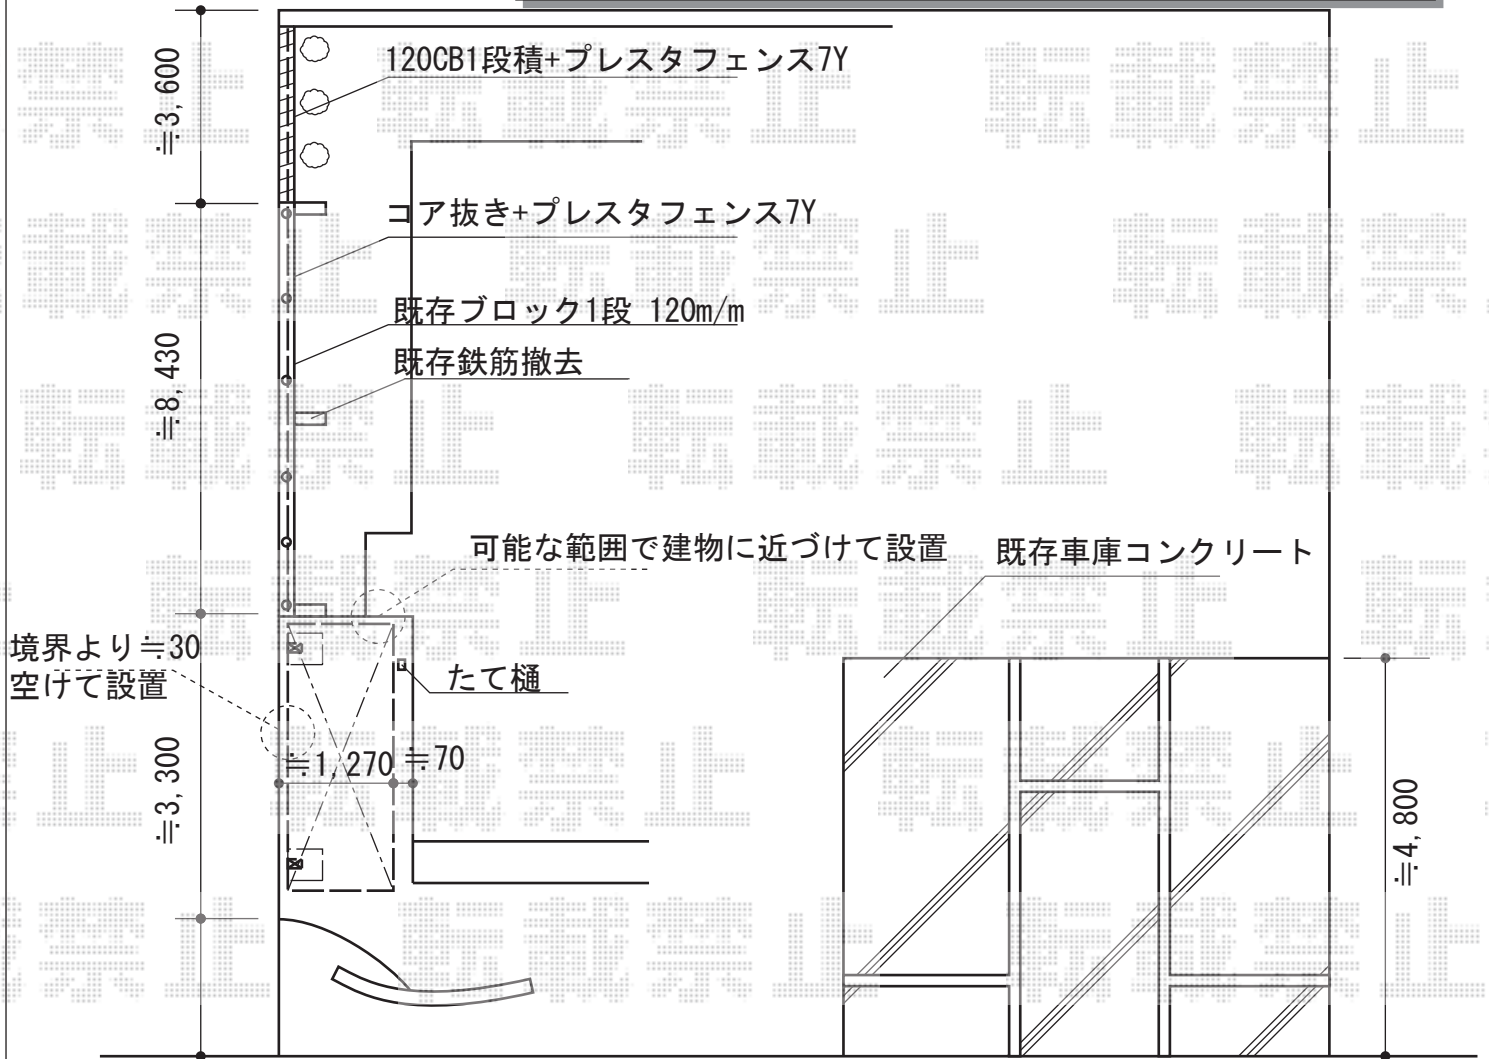 ≒3,600
120CB1段積+プレスタフェンス7Y
コア抜き+プレスタフェンス7Y
既存ブロック1段 120m/m
既存鉄筋撤去
≒8,430
可能な範囲で建物に近づけて設置
既存車庫コンクリート
境界より≒30
空けて設置
たて樋
≒1,270
≒70
≒3,300
≒4,800
転載禁止